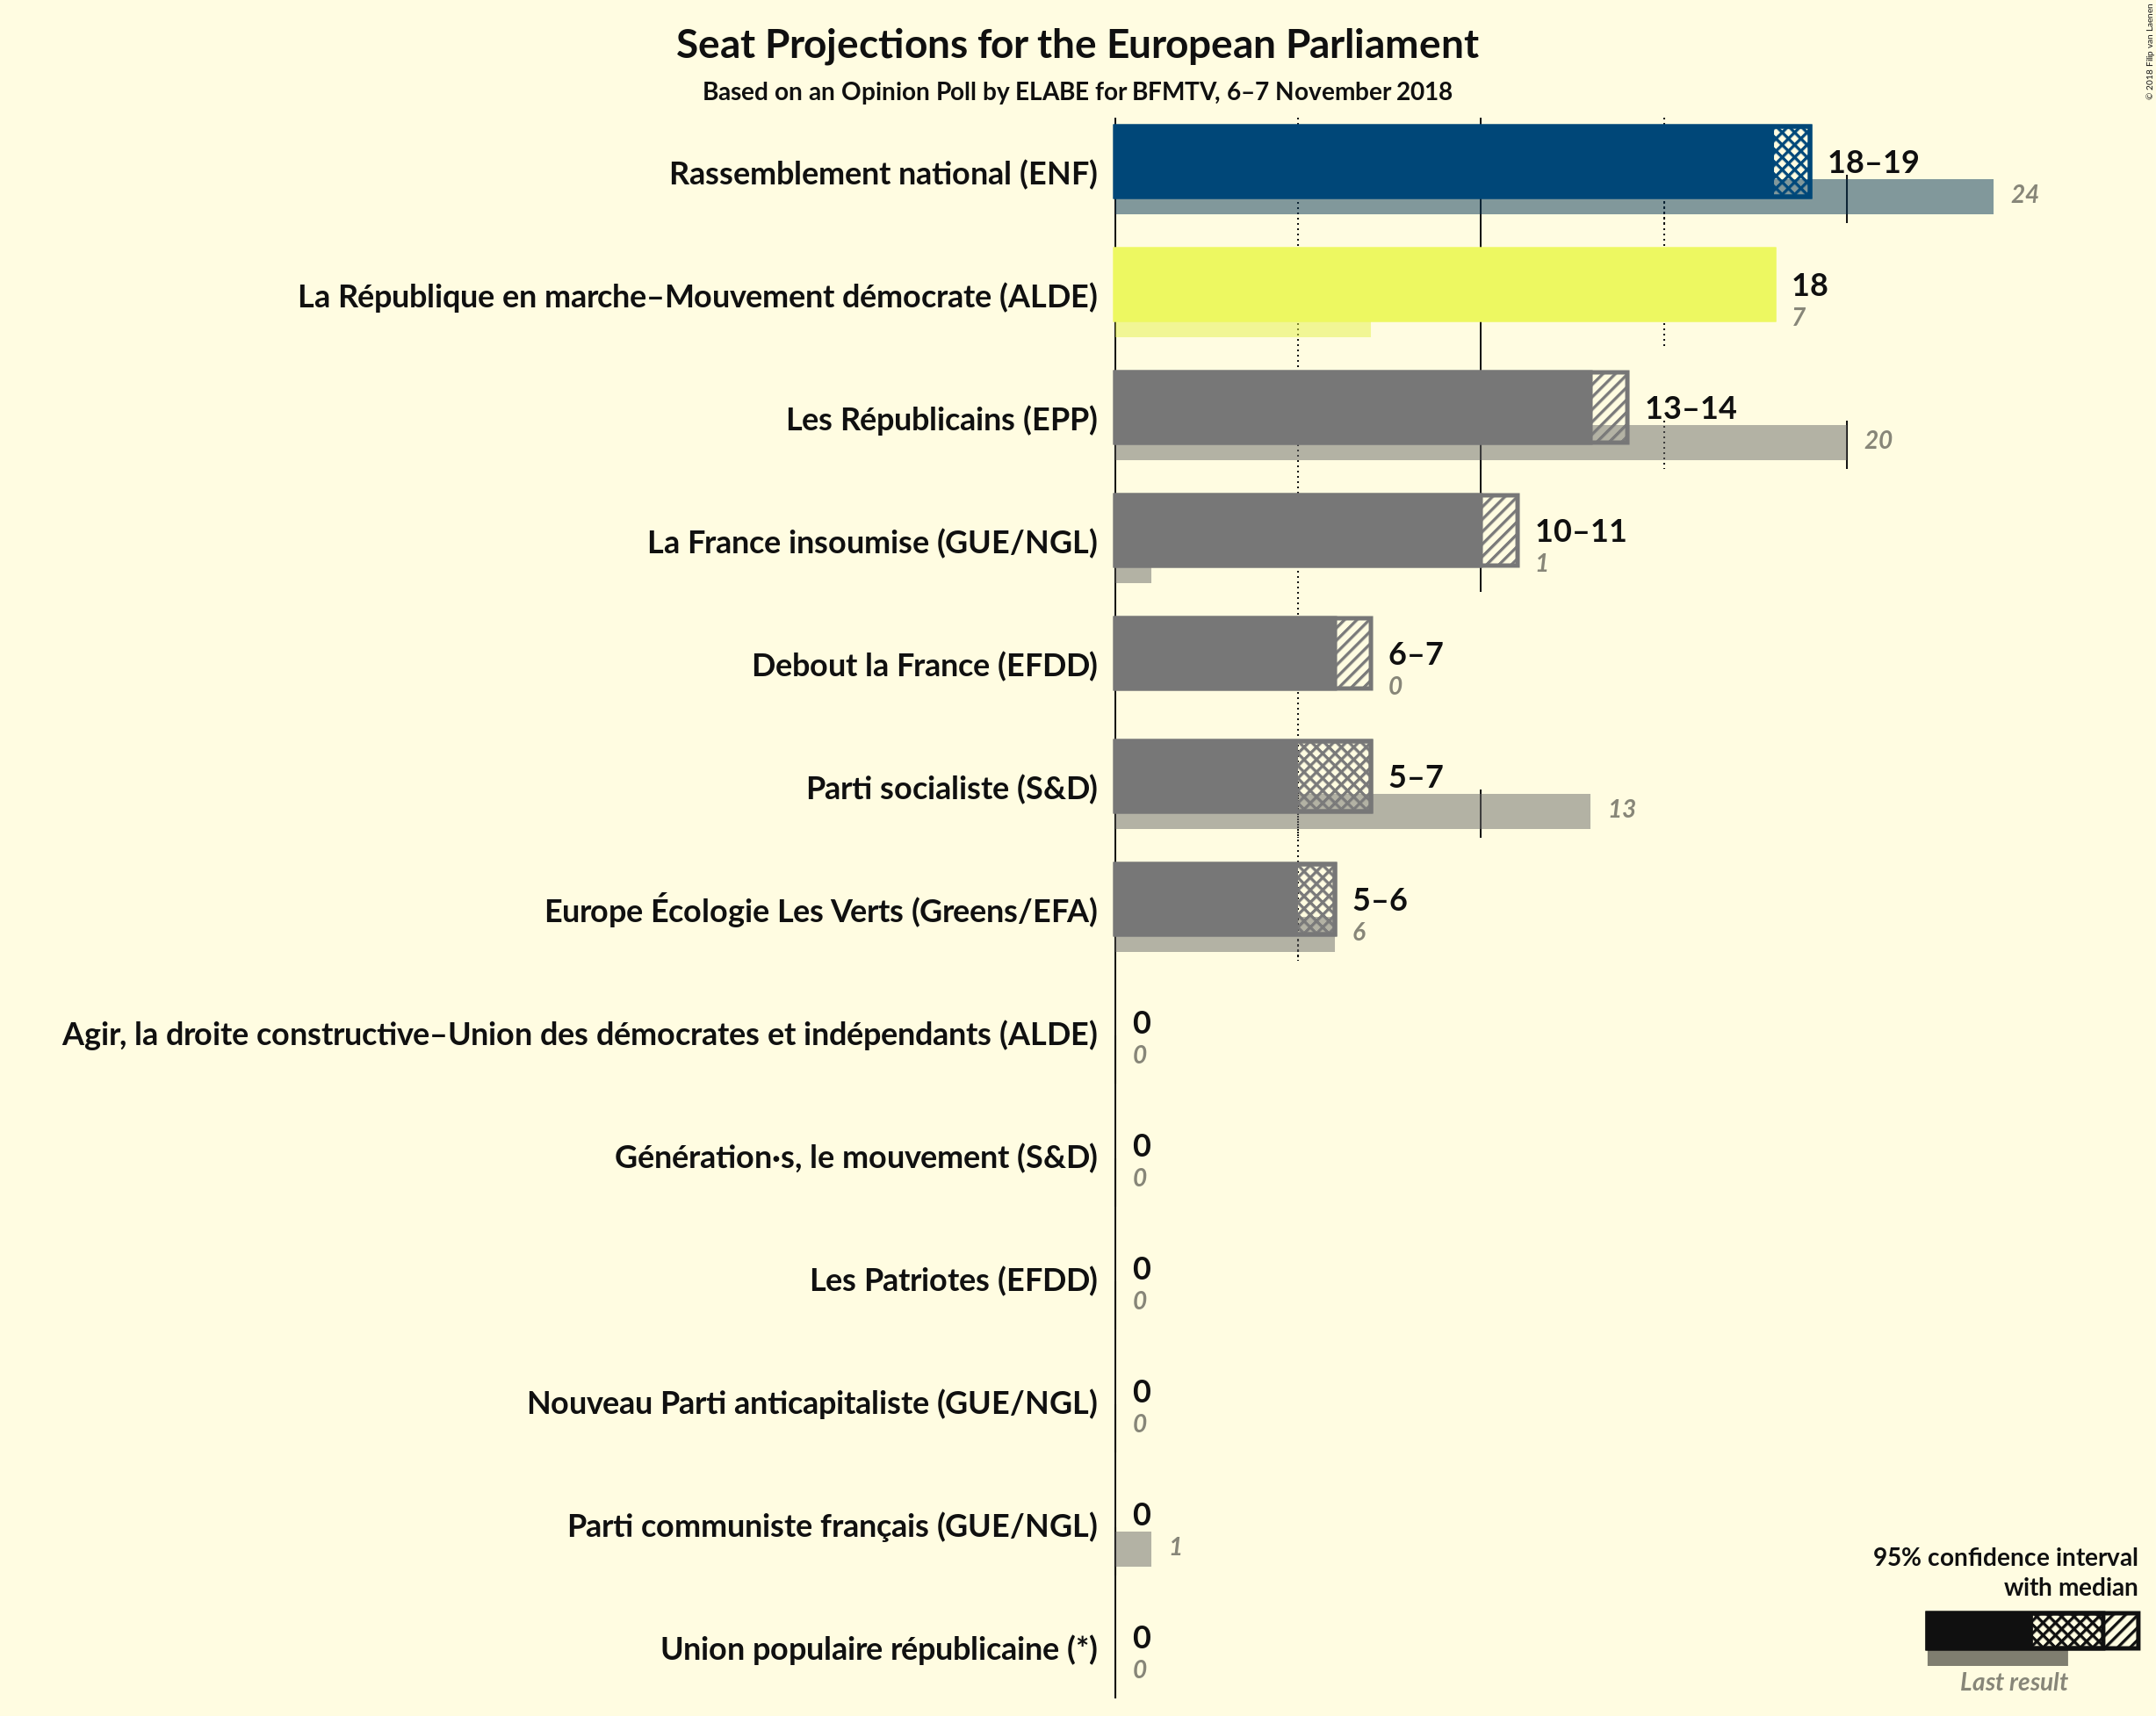 Seat Projections for the European Parliament
Based on an Opinion Poll by ELABE for BFMTV, 6–7 November 2018
© 2018 Filip van Laenen
Rassemblement national (ENF)
18–19
24
La République en marche–Mouvement démocrate (ALDE)
18
7
Les Républicains (EPP)
13–14
20
La France insoumise (GUE/NGL)
10–11
1
Debout la France (EFDD)
6–7
0
Parti socialiste (S&D)
5–7
13
Europe Écologie Les Verts (Greens/EFA)
5–6
6
Agir, la droite constructive–Union des démocrates et indépendants (ALDE)
0
0
Génération·s, le mouvement (S&D)
0
0
Les Patriotes (EFDD)
0
0
Nouveau Parti anticapitaliste (GUE/NGL)
0
0
Parti communiste français (GUE/NGL)
0
1
Union populaire républicaine (*)
0
0
95% confidence interval
with median
Last result